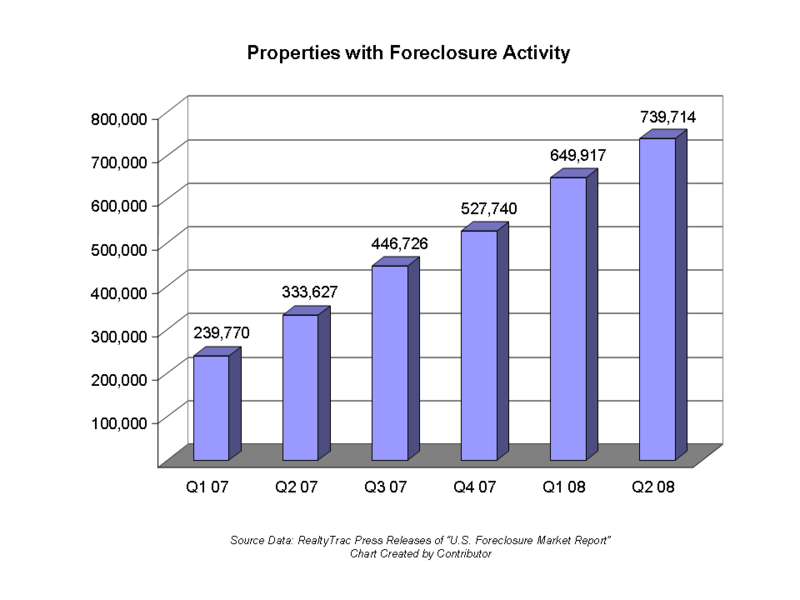 Properties with Foreclosure Activity
800,000
700,000
600,000
500,000
400,000
300,000
200,000
100,000
239,770
333,627
446,726
527,740
649,917
739,714
Q1 07
Q2 07
Q3 07
Q4 07
Q1 08
Q2 08
Source Data: RealtyTrac Press Releases of "U.S. Foreclosure Market Report"
Chart Created by Contributor